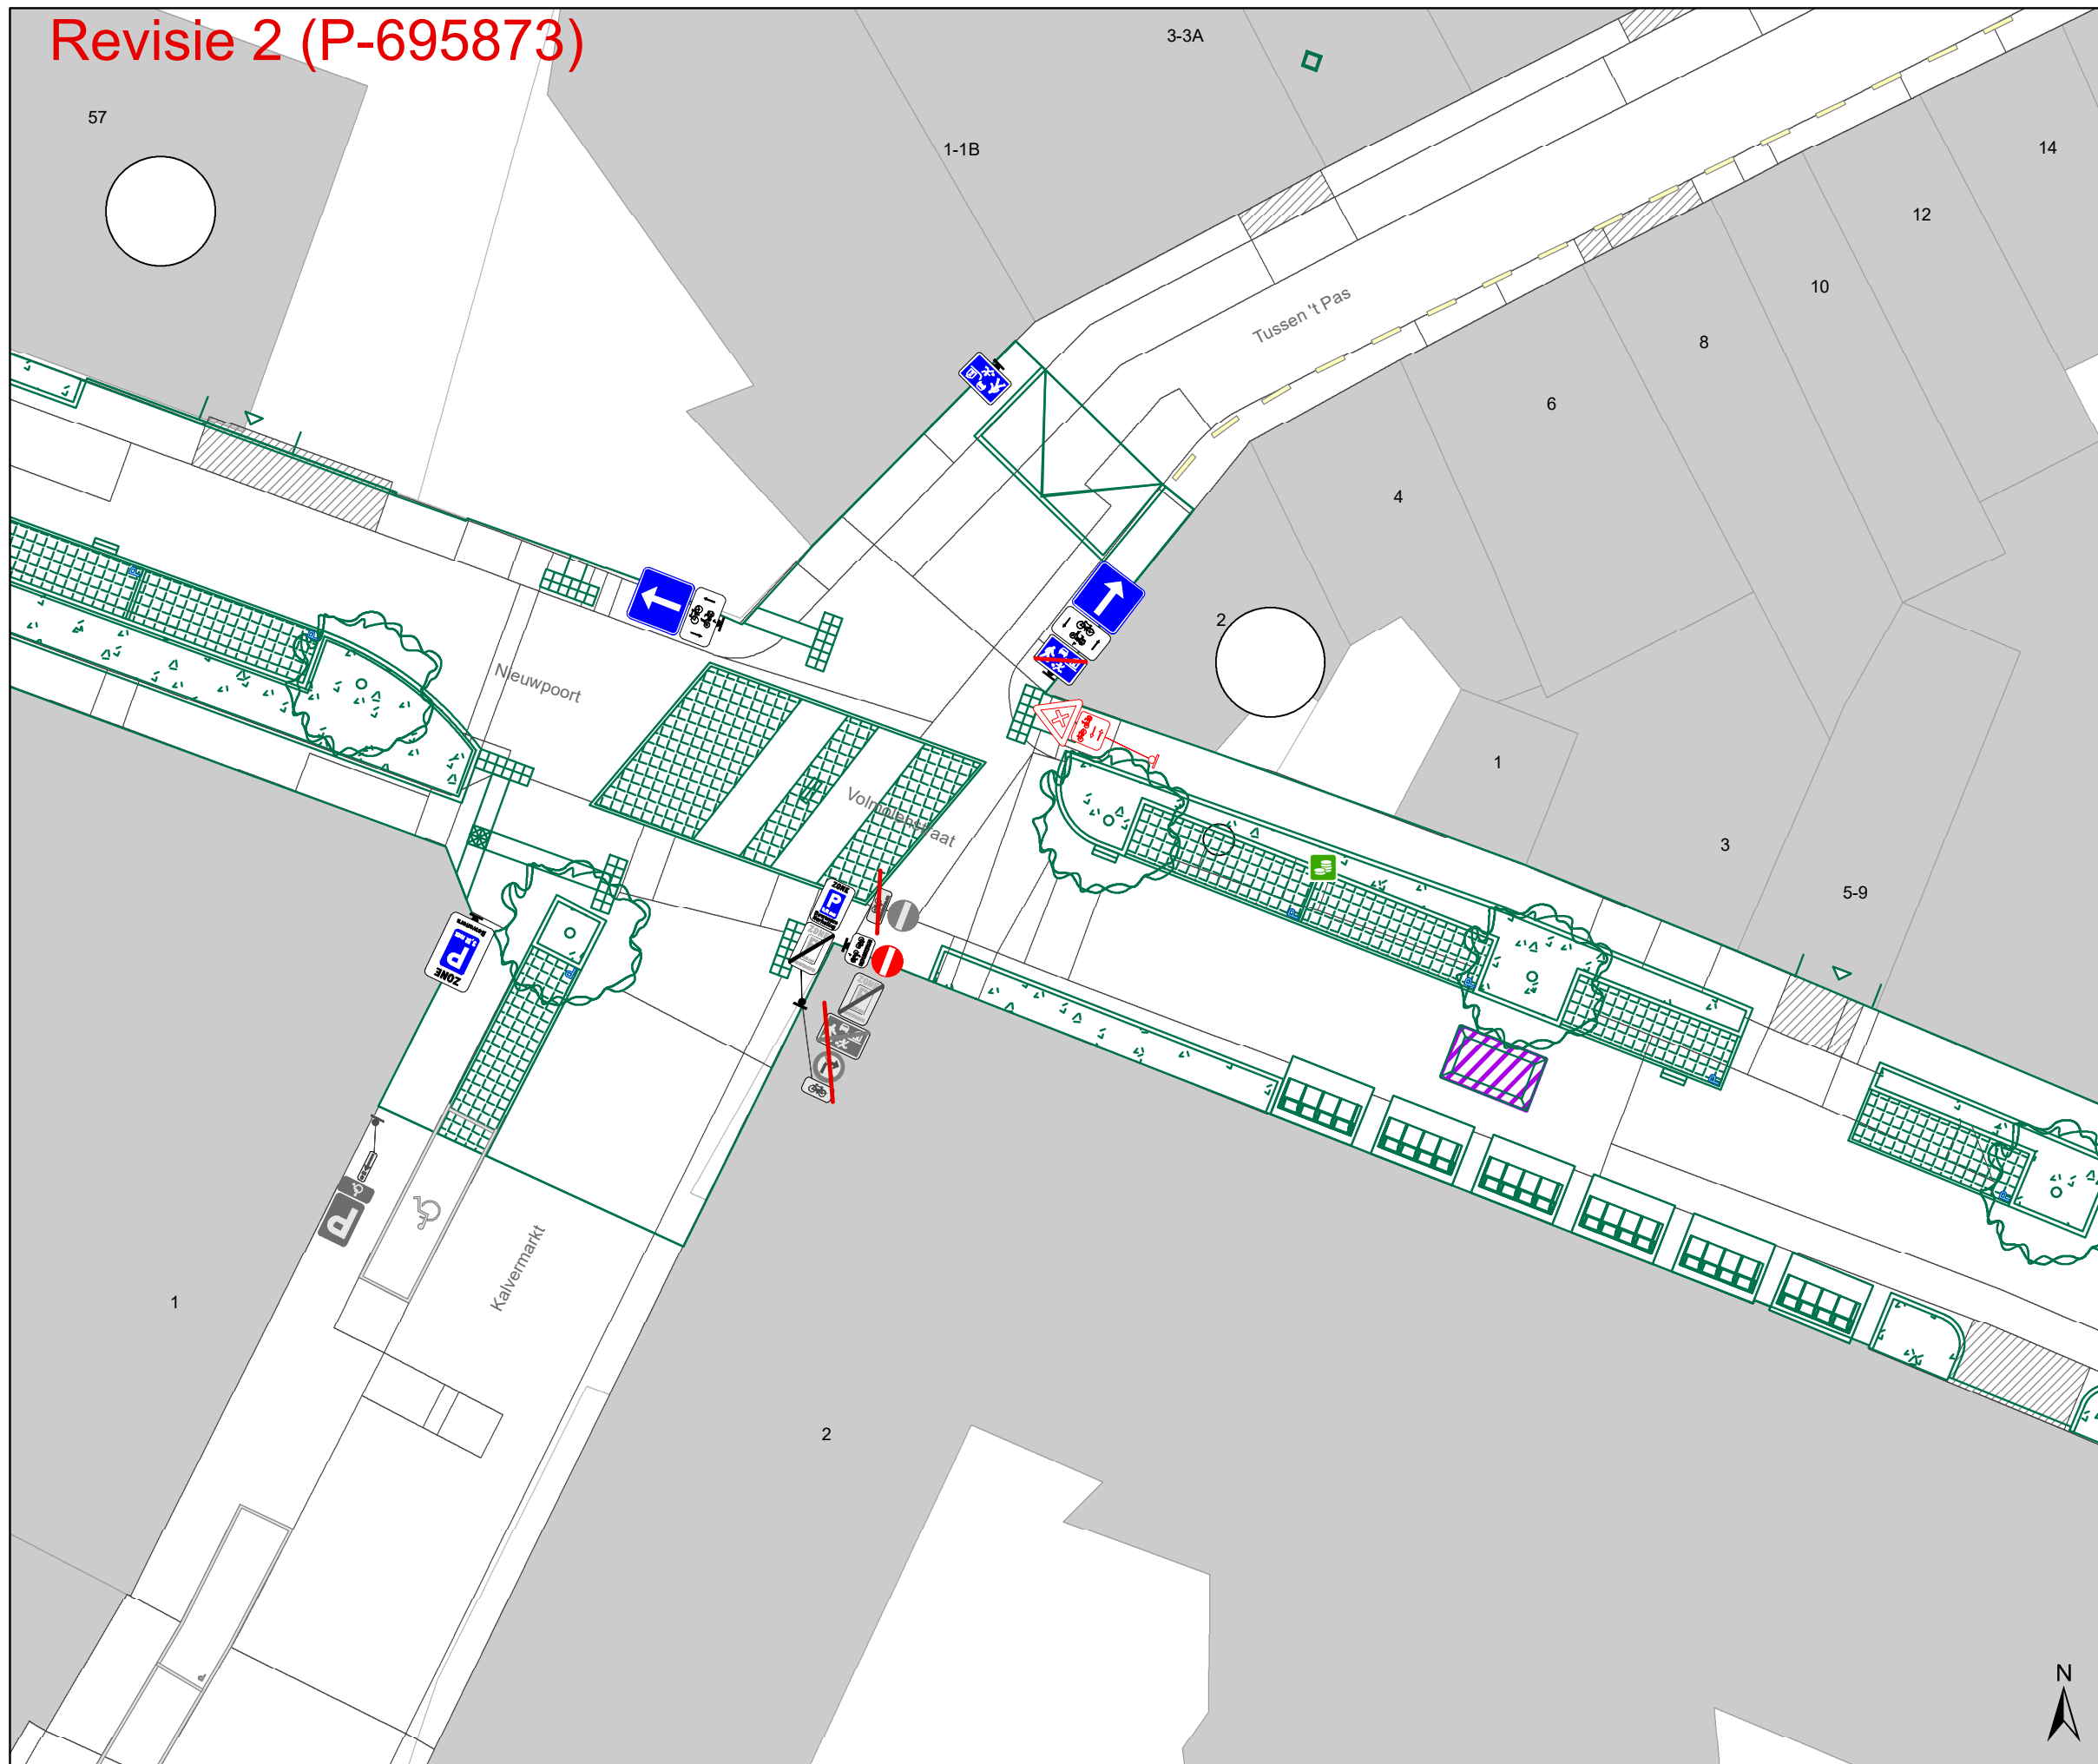 Revisie 2 (P-695873)
3-3A
57
1-1B
14
12
10
Tussen 't Pas
8
6
4
2
Nieuwpoort
1
Volmolenstraat
3
5-9
ZONE
P
P
ZONE
P
Kalvermarkt
1
2
N